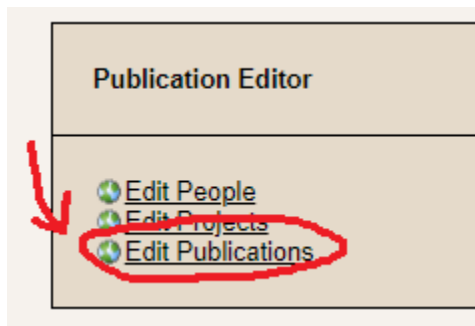 Publication Editor
Edit People
Edit Projects
Edit Publications